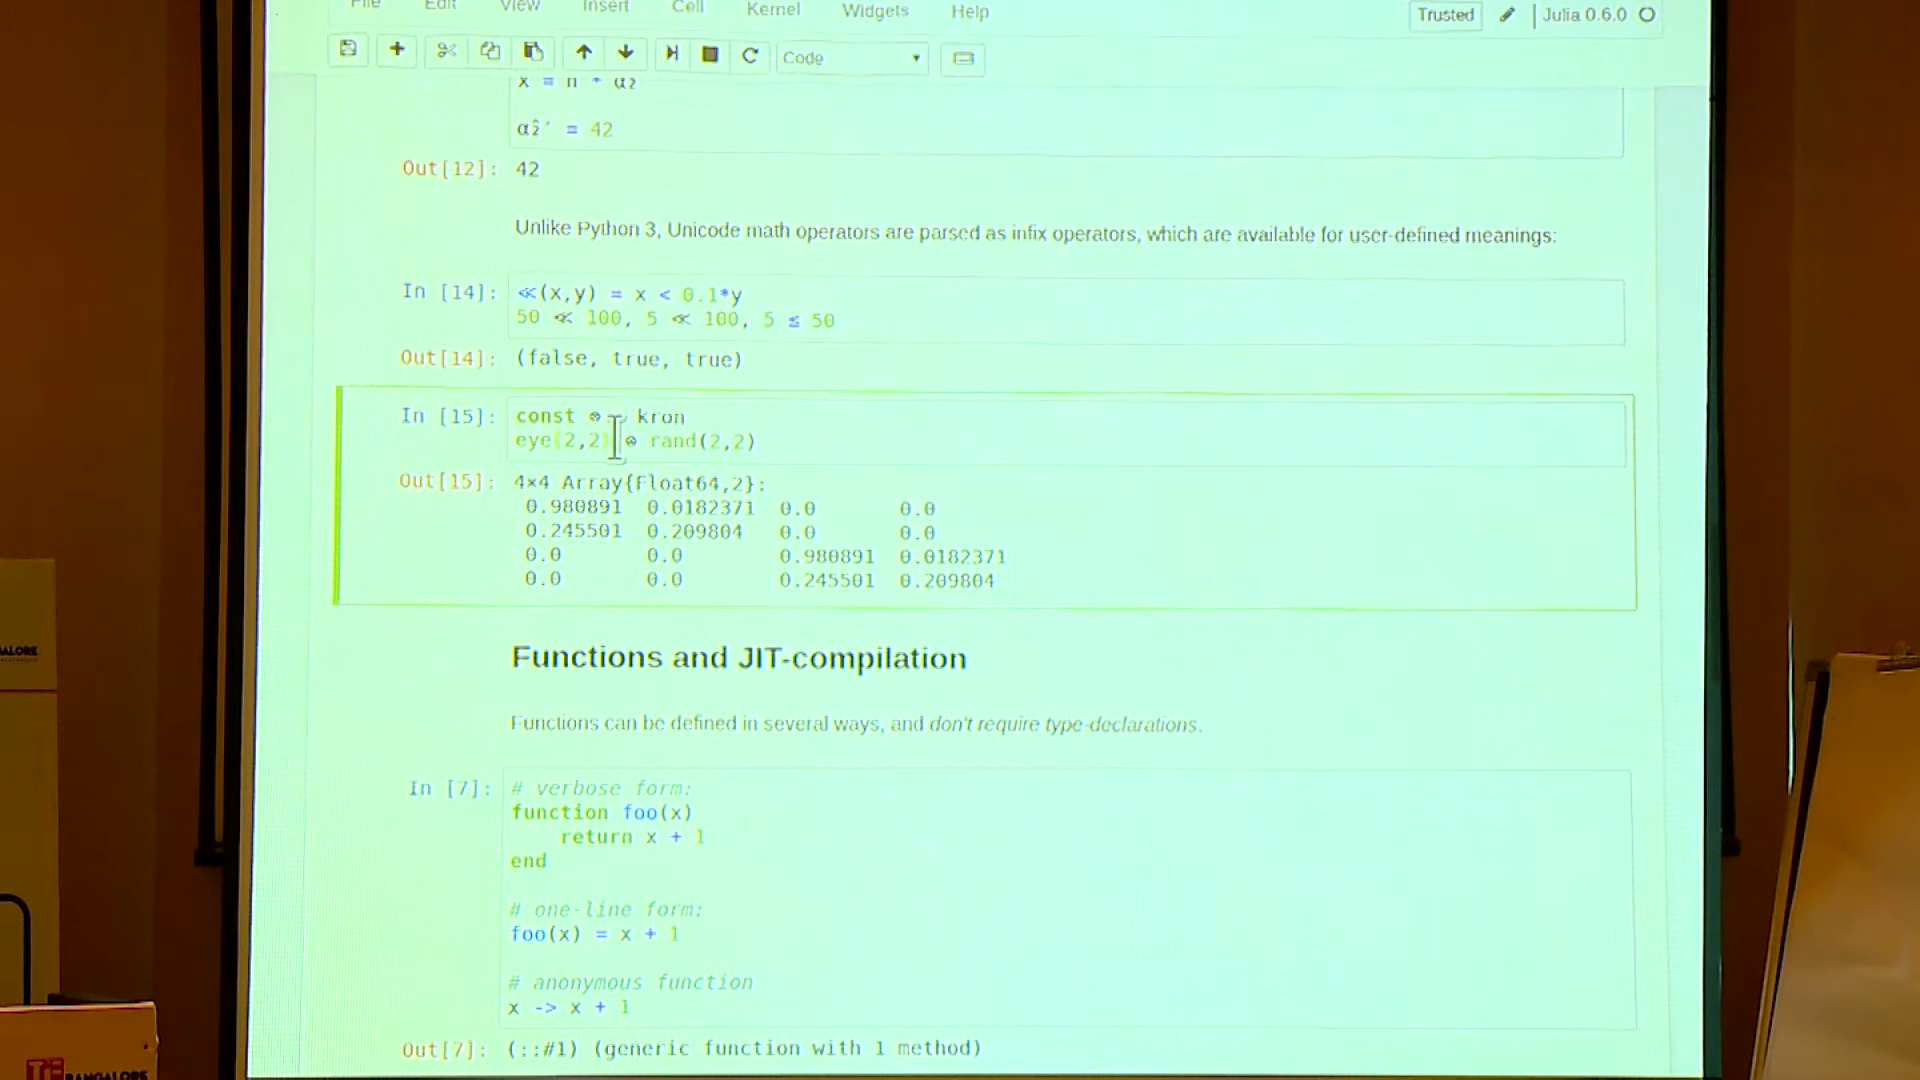 File Edit View Insert Cell Kernel Widgets Help
Trusted Julia 0.6.0
Code
x = n * α₂
α̂₂′ = 42
Out[12]: 42
Unlike Python 3, Unicode math operators are parsed as infix operators, which are available for user-defined meanings:
In [14]: ≪(x,y) = x < 0.1*y
50 ≪ 100, 5 ≪ 100, 5 ≤ 50
Out[14]: (false, true, true)
In [15]: const ⊗ = kron
eye(2,2) ⊗ rand(2,2)
Out[15]: 4×4 Array{Float64,2}:
0.980891 0.0182371 0.0 0.0
0.245501 0.209804 0.0 0.0
0.0 0.0 0.980891 0.0182371
0.0 0.0 0.245501 0.209804
Functions and JIT-compilation
Functions can be defined in several ways, and don't require type-declarations.
In [7]: # verbose form:
function foo(x)
return x + 1
end
# one-line form:
foo(x) = x + 1
# anonymous function
x -> x + 1
Out[7]: (::#1) (generic function with 1 method)
BANGALORE